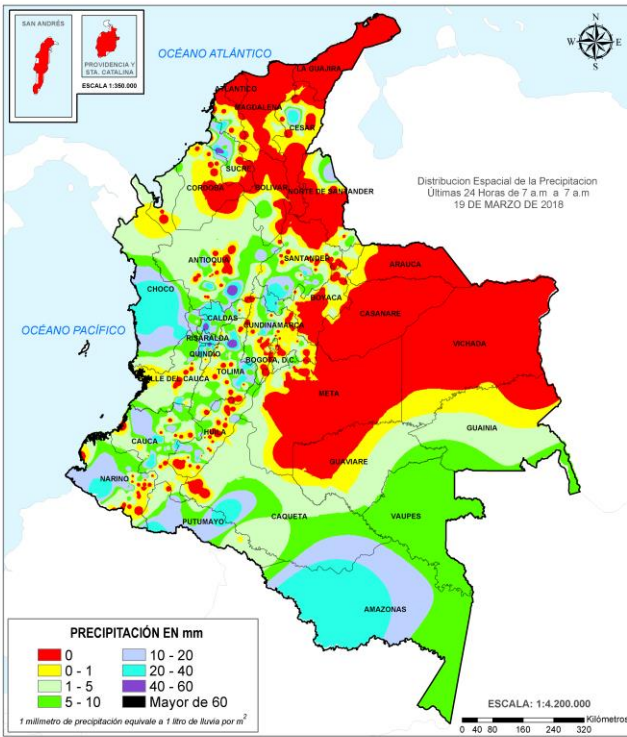 SAN ANDRÉS
PROVIDENCIA Y
STA. CATALINA
ESCALA 1:350.000
OCÉANO ATLÁNTICO
N
W
E
S
LA GUAJIRA
ATLANTICO
MAGDALENA
CESAR
SUCRE
CORDOBA
BOLIVAR
NORTE DE SANTANDER
Distribucion Espacial de la Precipitacion
Últimas 24 Horas de 7 a.m a 7 a.m
19 DE MARZO DE 2018
ANTIOQUIA
SANTANDER
ARAUCA
CHOCO
BOYACA
CASANARE
OCÉANO PACÍFICO
CALDAS
CUNDINAMARCA
VICHADA
RISARALDA
QUINDIO
BOGOTA, D.C.
TOLIMA
VALLE DEL CAUCA
META
GUAINIA
CAUCA
HUILA
GUAVIARE
NARIÑO
PUTUMAYO
CAQUETA
VAUPES
AMAZONAS
PRECIPITACIÓN EN mm
0
0 - 1
1 - 5
5 - 10
10 - 20
20 - 40
40 - 60
Mayor de 60
1 milimetro de precipitación equivale a 1 litro de lluvia por m²
ESCALA: 1:4.200.000
Kilómetros
0 40 80 160 240 320